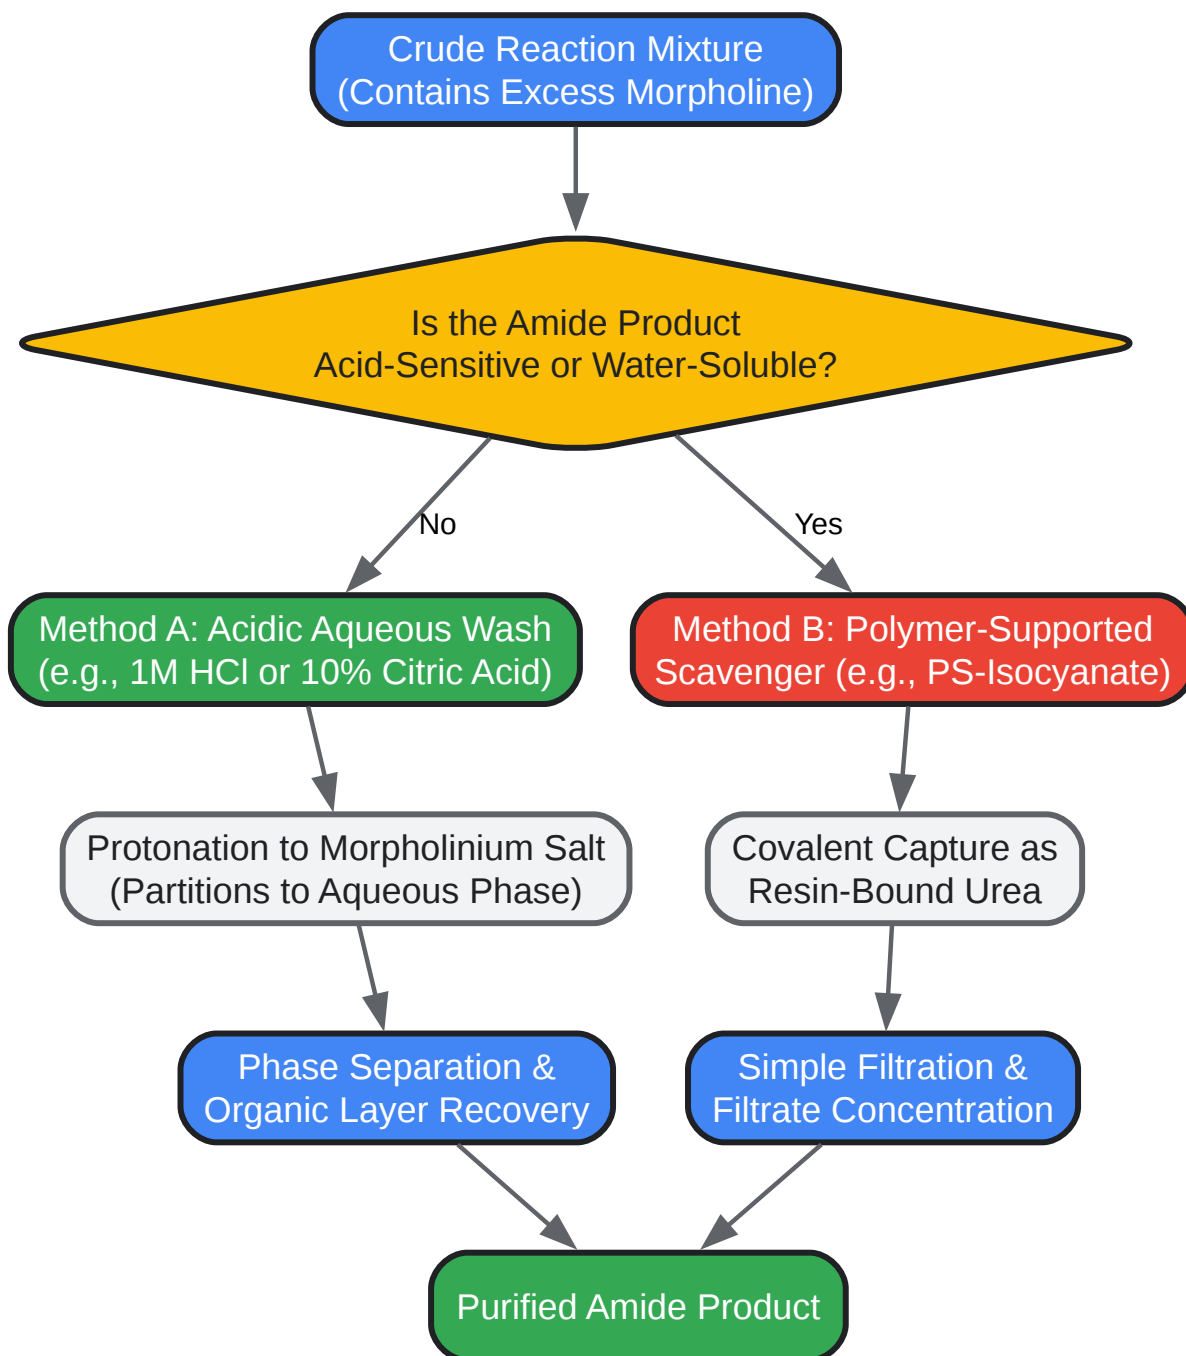 Crude Reaction Mixture
(Contains Excess Morpholine)
Is the Amide Product
Acid-Sensitive or Water-Soluble?
No
Yes
Method A: Acidic Aqueous Wash
(e.g., 1M HCl or 10% Citric Acid)
Method B: Polymer-Supported
Scavenger (e.g., PS-Isocyanate)
Protonation to Morpholinium Salt
(Partitions to Aqueous Phase)
Covalent Capture as
Resin-Bound Urea
Phase Separation &
Organic Layer Recovery
Simple Filtration &
Filtrate Concentration
Purified Amide Product